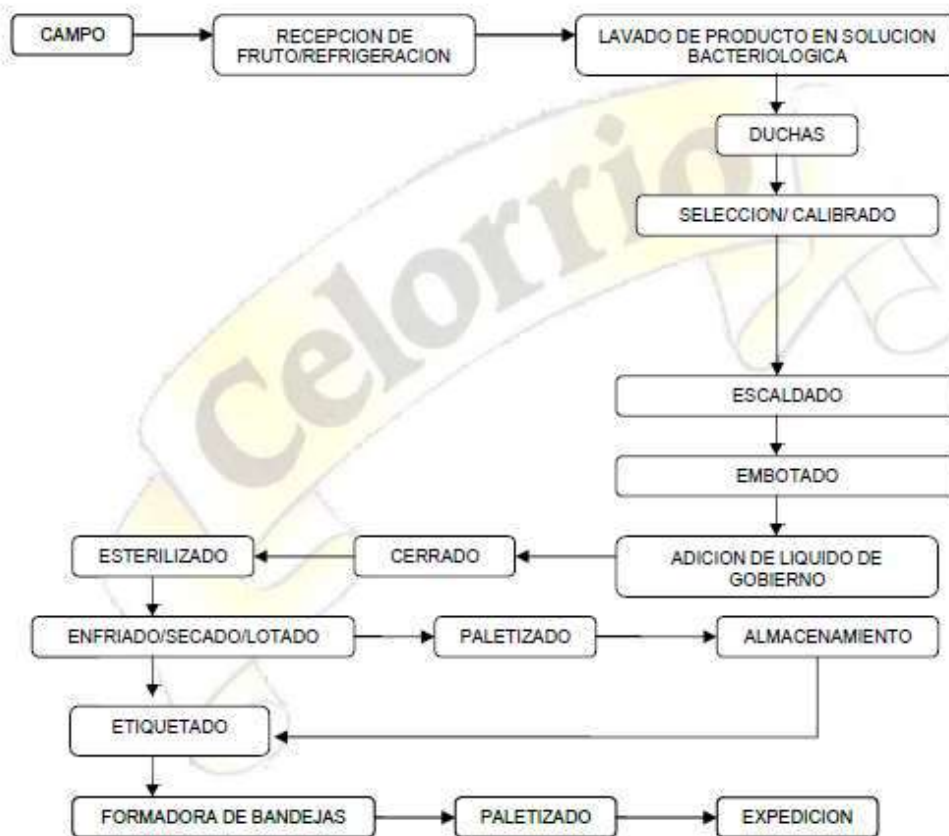 CAMPO
RECEPCION DE
FRUTO/REFRIGERACION
LAVADO DE PRODUCTO EN SOLUCION
BACTERIOLOGICA
DUCHAS
SELECCION/ CALIBRADO
Celorrio
ESCALDADO
EMBOTADO
ADICION DE LIQUIDO DE
GOBIERNO
CERRADO
ESTERILIZADO
ENFRIADO/SECADO/LOTADO
PALETIZADO
ALMACENAMIENTO
ETIQUETADO
FORMADORA DE BANDEJAS
PALETIZADO
EXPEDICION